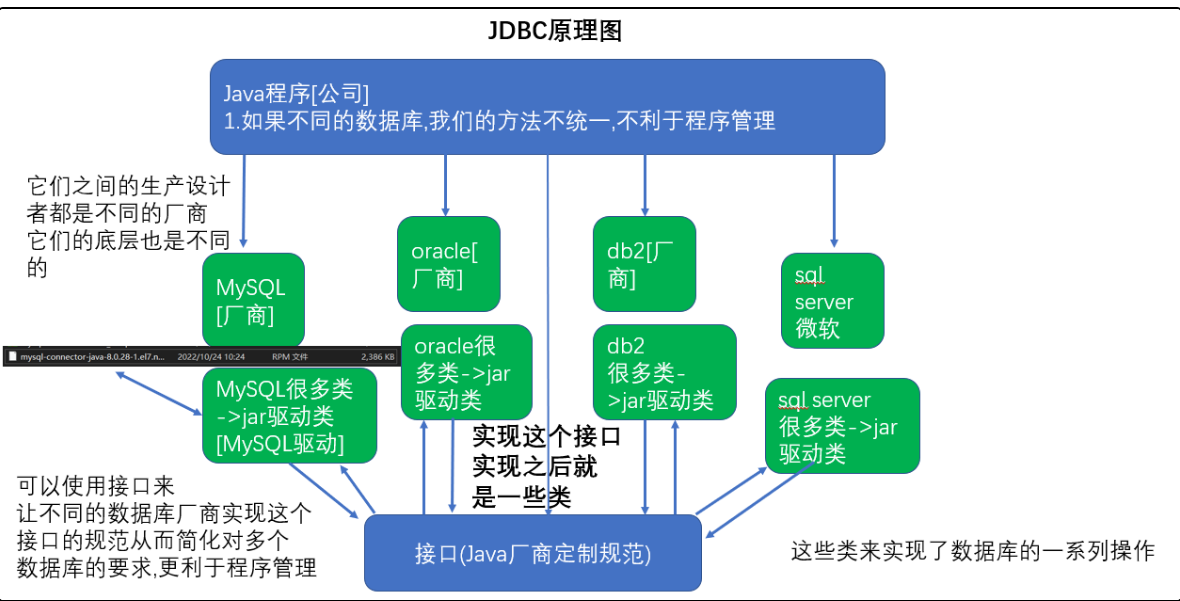 JDBC原理图
Java程序[公司]
1.如果不同的数据库,我们的方法不统一,不利于程序管理
它们之间的生产设计
者都是不同的厂商
它们的底层也是不同
的
MySQL
[厂商]
oracle[
厂商]
db2[厂
商]
sql
server
微软
mysql-connector-java-8.0.28-1.el7.n...
2022/10/24 10:24
RPM 文件
2,386 KB
MySQL很多类
->jar驱动类
[MySQL驱动]
oracle很
多类->jar
驱动类
db2
很多类-
>jar驱动类
sql server
很多类->jar
驱动类
实现这个接口
实现之后就
是一些类
可以使用接口来
让不同的数据库厂商实现这个
接口的规范从而简化对多个
数据库的要求,更利于程序管理
接口(Java厂商定制规范)
这些类来实现了数据库的一系列操作